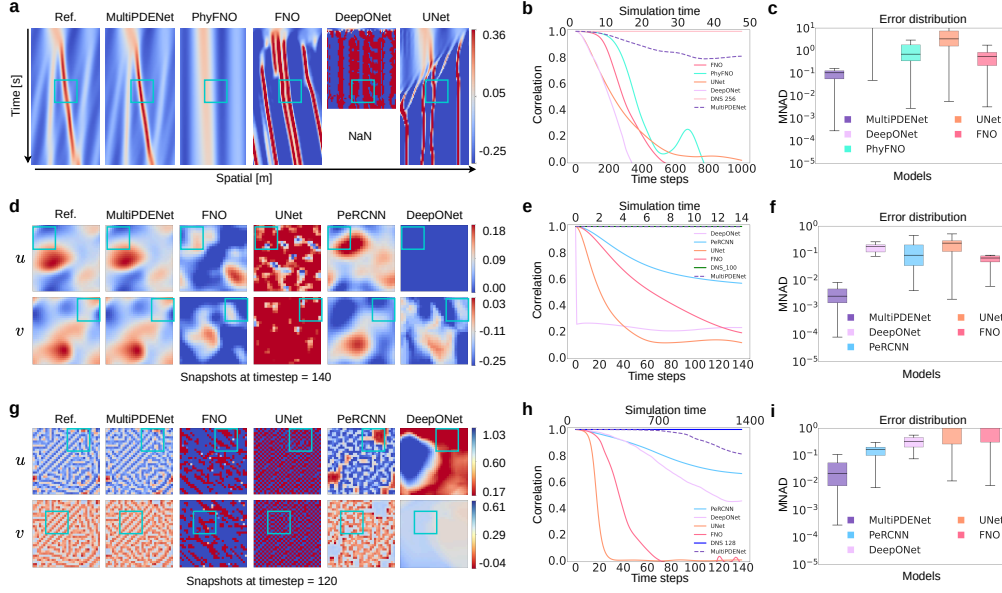 a
Ref. MultiPDENet PhyFNO FNO DeepONet UNet
Time [s]
NaN
0.36
0.05
-0.25
Spatial [m]
b
Simulation time
0 10 20 30 40 50
Correlation
1.0
0.8
0.6
0.4
0.2
0.0
FNO
PhyFNO
UNet
DeepONet
DNS 256
MultiPDENet
0 200 400 600 800 1000
Time steps
c
Error distribution
MNAD
10^1
10^0
10^-1
10^-2
10^-3
10^-4
10^-5
MultiPDENet
DeepONet
PhyFNO
UNet
FNO
Models
d
Ref. MultiPDENet FNO UNet PeRCNN DeepONet
u
0.18
0.09
0.00
v
0.03
-0.11
-0.25
Snapshots at timestep = 140
e
Simulation time
0 2 4 6 8 10 12 14
Correlation
1.0
0.8
0.6
0.4
0.2
0.0
DeepONet
PeRCNN
UNet
FNO
DNS_100
MultiPDENet
0 20 40 60 80 100 120 140
Time steps
f
Error distribution
MNAD
10^0
10^-1
10^-2
10^-3
10^-4
10^-5
MultiPDENet
DeepONet
PeRCNN
UNet
FNO
Models
g
Ref. MultiPDENet FNO UNet PeRCNN DeepONet
u
1.03
0.60
0.17
v
0.61
0.29
-0.04
Snapshots at timestep = 120
h
Simulation time
0 700 1400
Correlation
1.0
0.8
0.6
0.4
0.2
0.0
PeRCNN
DeepONet
UNet
FNO
DNS 128
MultiPDENet
0 20 40 60 80 100 120 140
Time steps
i
Error distribution
MNAD
10^0
10^-1
10^-2
10^-3
10^-4
MultiPDENet
PeRCNN
DeepONet
UNet
FNO
Models